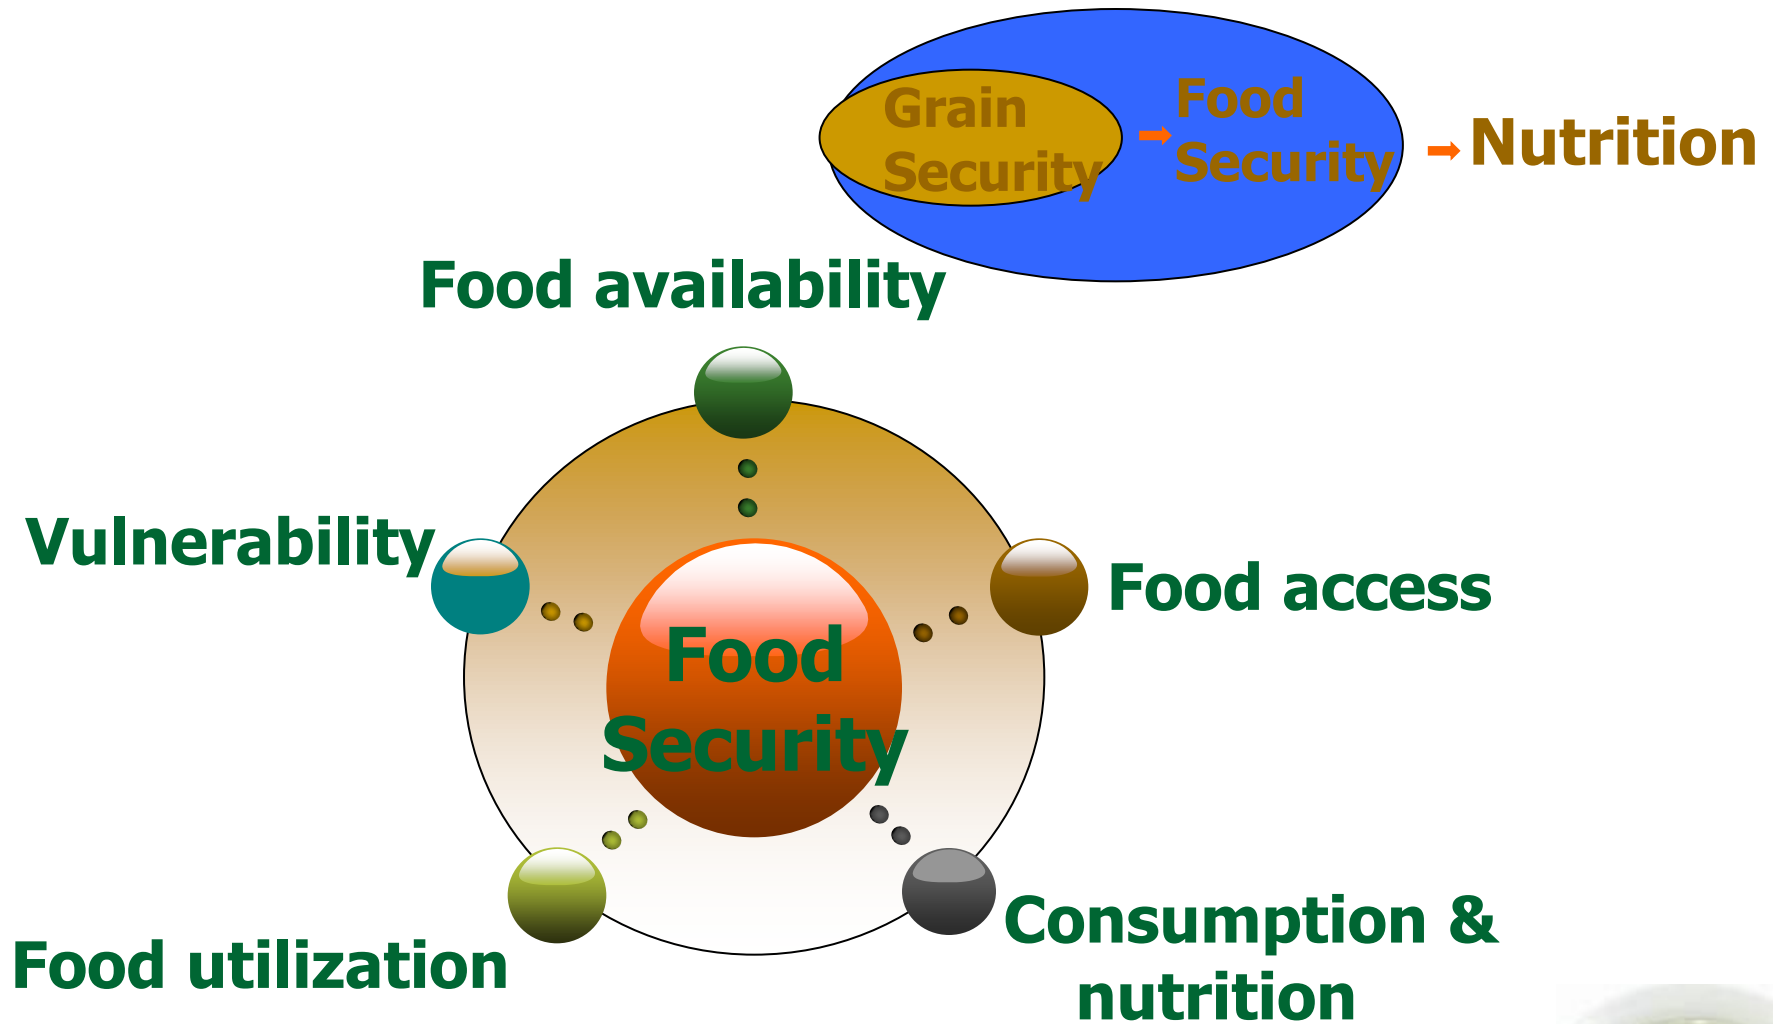 Grain
Security
Food
Security
Nutrition
Food availability
Vulnerability
Food access
Food
Security
Food utilization
Consumption &
nutrition